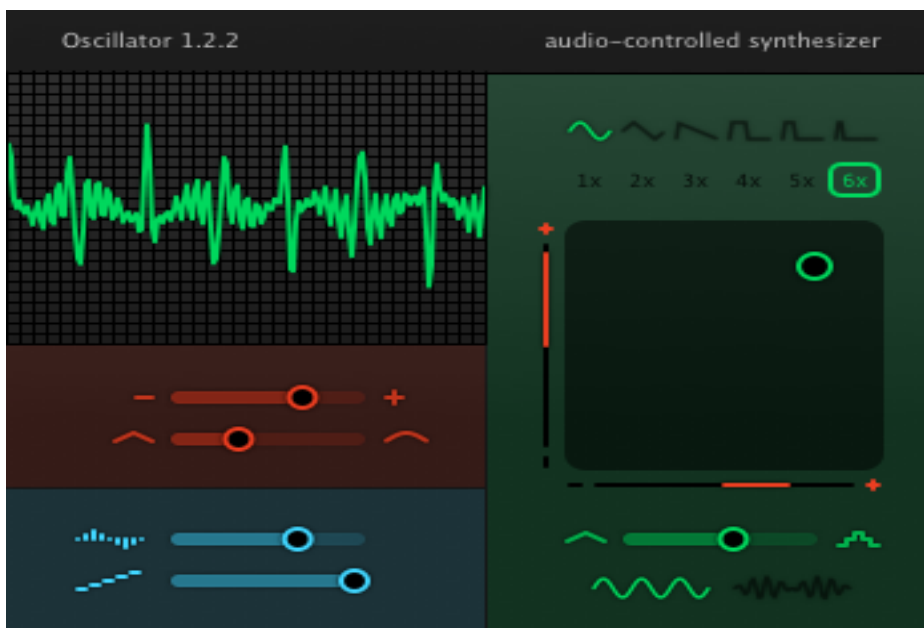 Oscillator 1.2.2
audio-controlled synthesizer
1x 2x 3x 4x 5x 6x